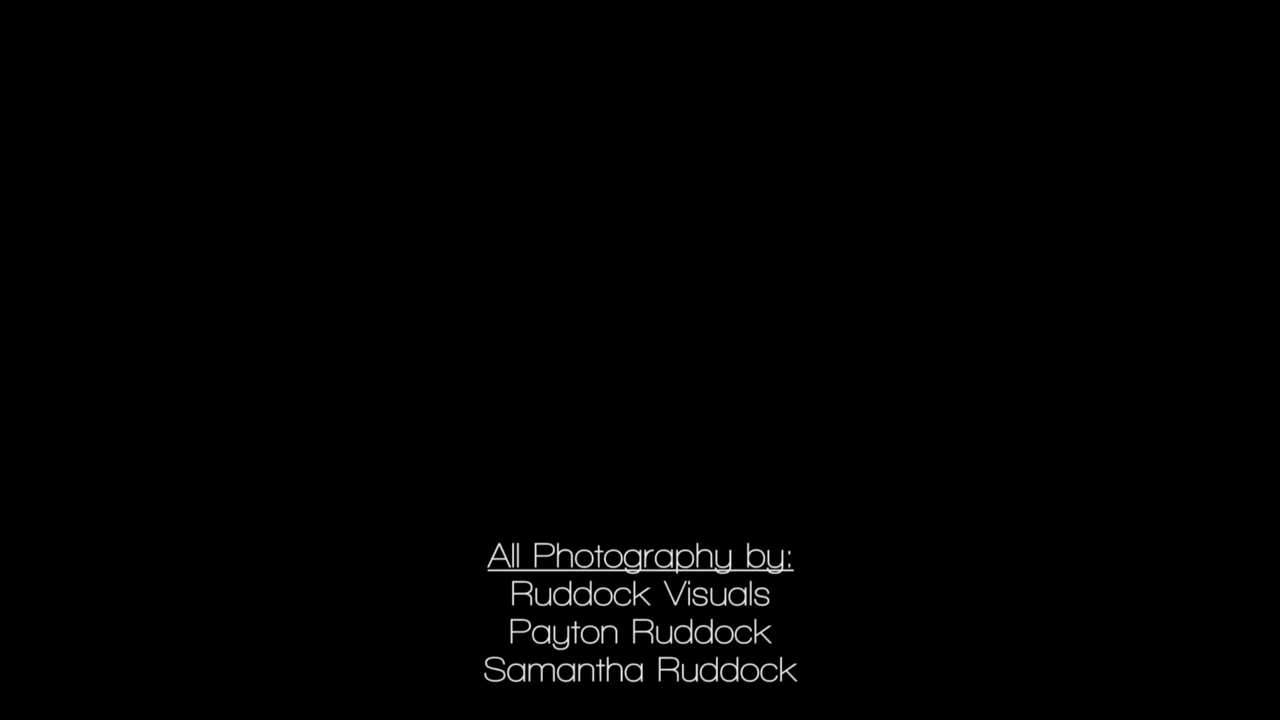 All Photography by:
Ruddock Visuals
Payton Ruddock
Samantha Ruddock